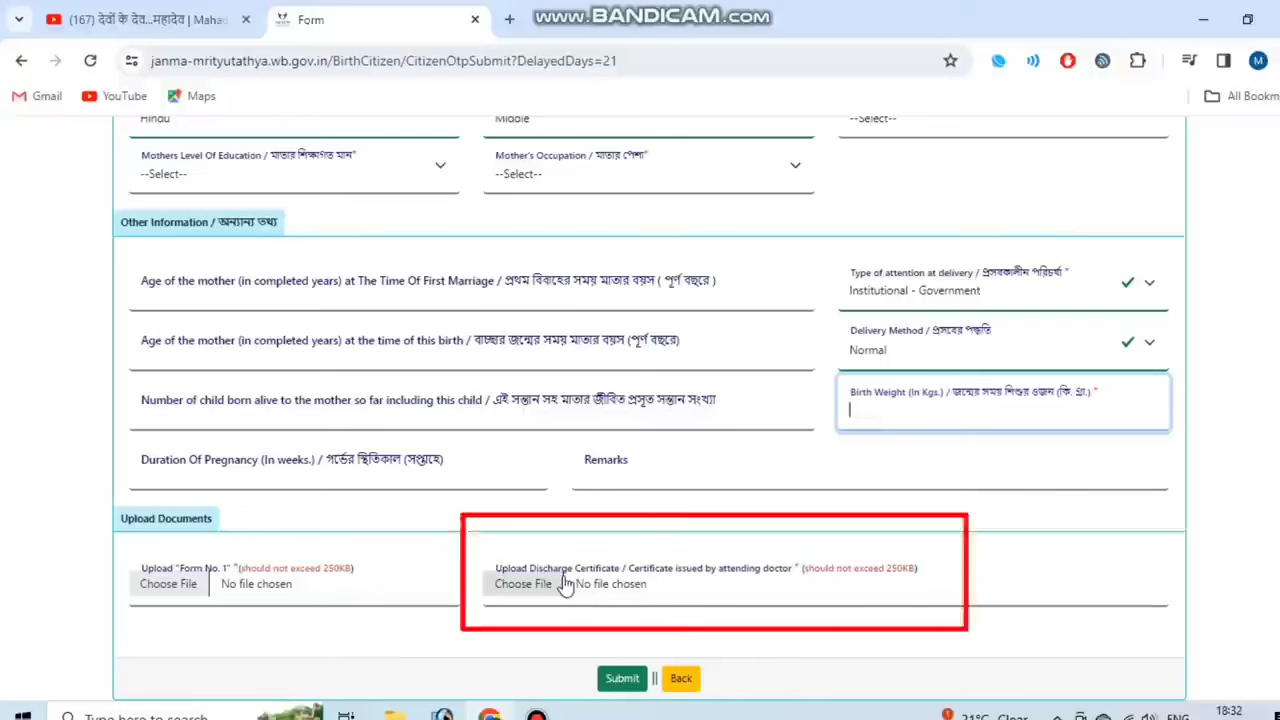 (167) देवों के देव...महादेव | Mahad
Form
WWW.BANDICAM.COM
janma-mrityutathya.wb.gov.in/BirthCitizen/CitizenOtpSubmit?DelayedDays=21
M
Gmail
YouTube
Maps
All Bookm
Hindu
Middle
--Select--
Mothers Level Of Education / মাতার শিক্ষাগত মান*
Mother's Occupation / মাতার পেশা*
--Select--
--Select--
Other Information / অন্যান্য তথ্য
Age of the mother (in completed years) at The Time Of First Marriage / প্রথম বিবাহের সময় মাতার বয়স ( পূর্ণ বছরে )
Type of attention at delivery / প্রসবকালীন পরিচর্যা *
Institutional - Government
Age of the mother (in completed years) at the time of this birth / বাচ্চার জন্মের সময় মাতার বয়স (পূর্ণ বছরে)
Delivery Method / প্রসবের পদ্ধতি
Normal
Number of child born alive to the mother so far including this child / এই সন্তান সহ মাতার জীবিত প্রসূত সন্তান সংখ্যা
Birth Weight (In Kgs.) / জন্মের সময় শিশুর ওজন (কি. গ্রা.) *
Duration Of Pregnancy (In weeks.) / গর্ভের স্থিতিকাল (সপ্তাহে)
Remarks
Upload Documents
Upload "Form No. 1" *(should not exceed 250KB)
Upload Discharge Certificate / Certificate issued by attending doctor * (should not exceed 250KB)
Choose File
No file chosen
Choose File
No file chosen
Submit
||
Back
Type here to search
21°C Clear
ENG
18:32